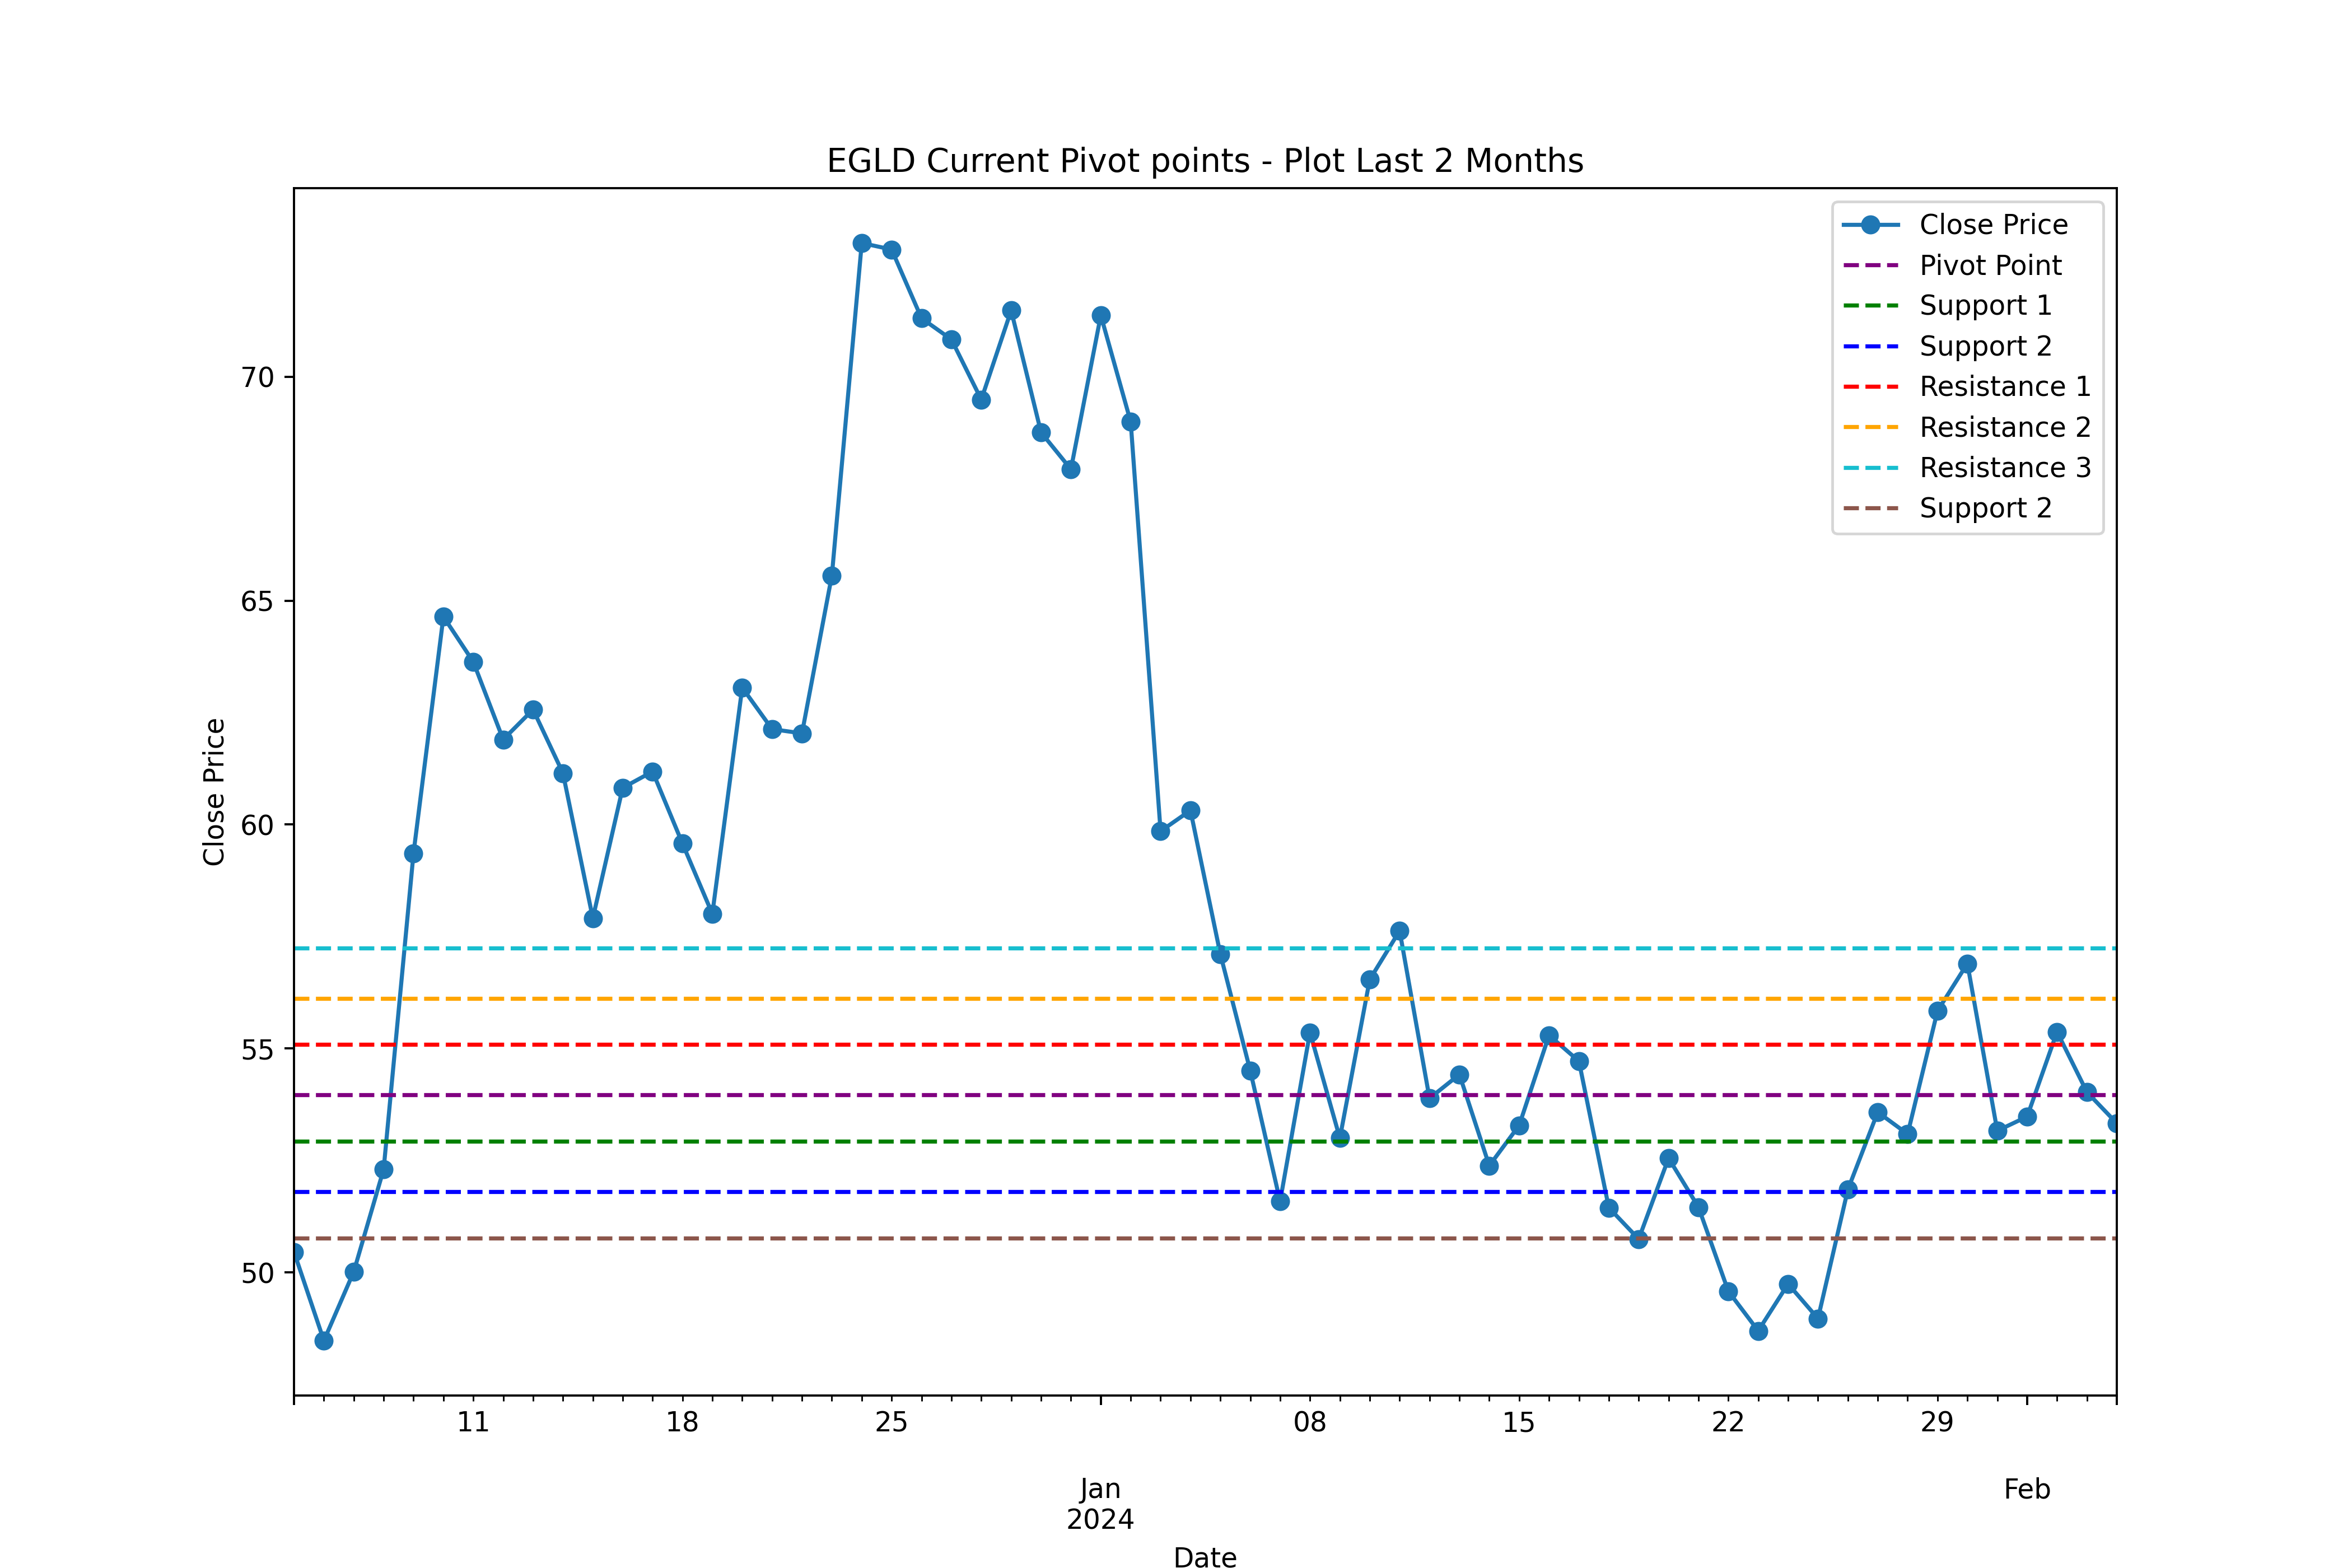 EGLD Current Pivot points - Plot Last 2 Months
Close Price
Pivot Point
Support 1
Support 2
Resistance 1
Resistance 2
Resistance 3
Support 2
70
65
60
55
50
Close Price
11
18
25
08
15
22
29
Jan
2024
Feb
Date